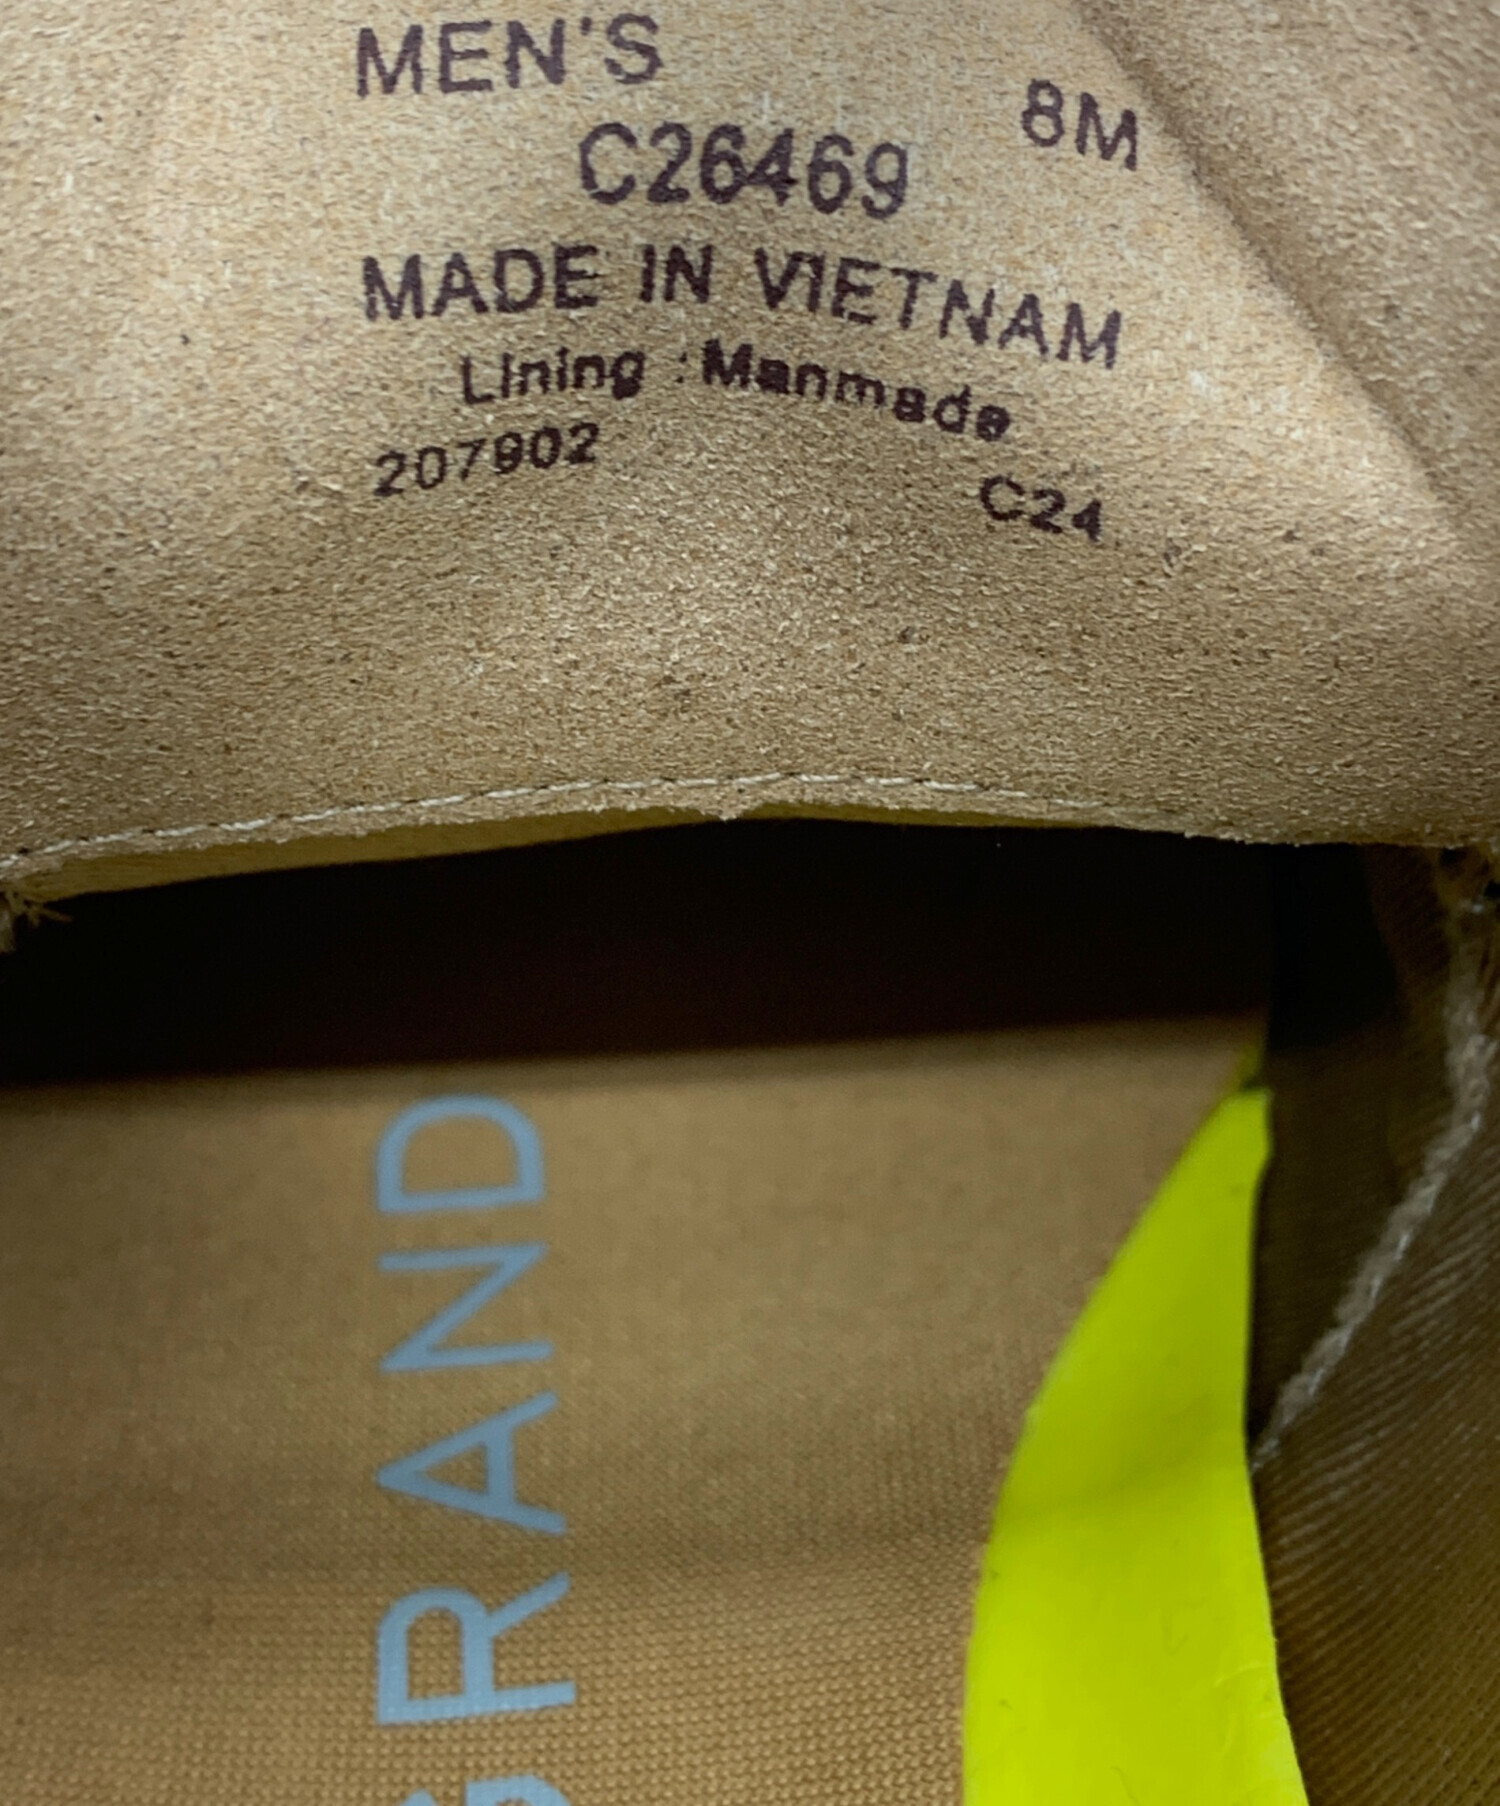 MEN'S
8M
C26469
MADE IN VIETNAM
Lining : Manmade
207902
C24
GRAND